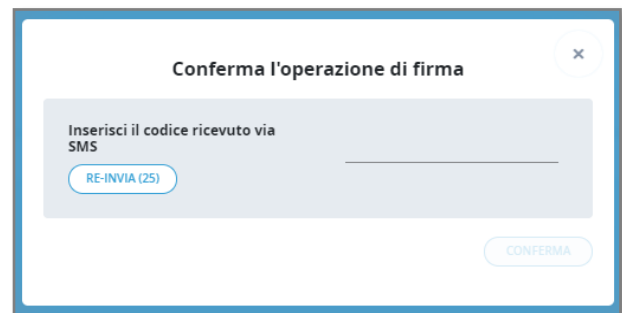 ×
Conferma l'operazione di firma
Inserisci il codice ricevuto via
SMS
RE-INVIA (25)
CONFERMA